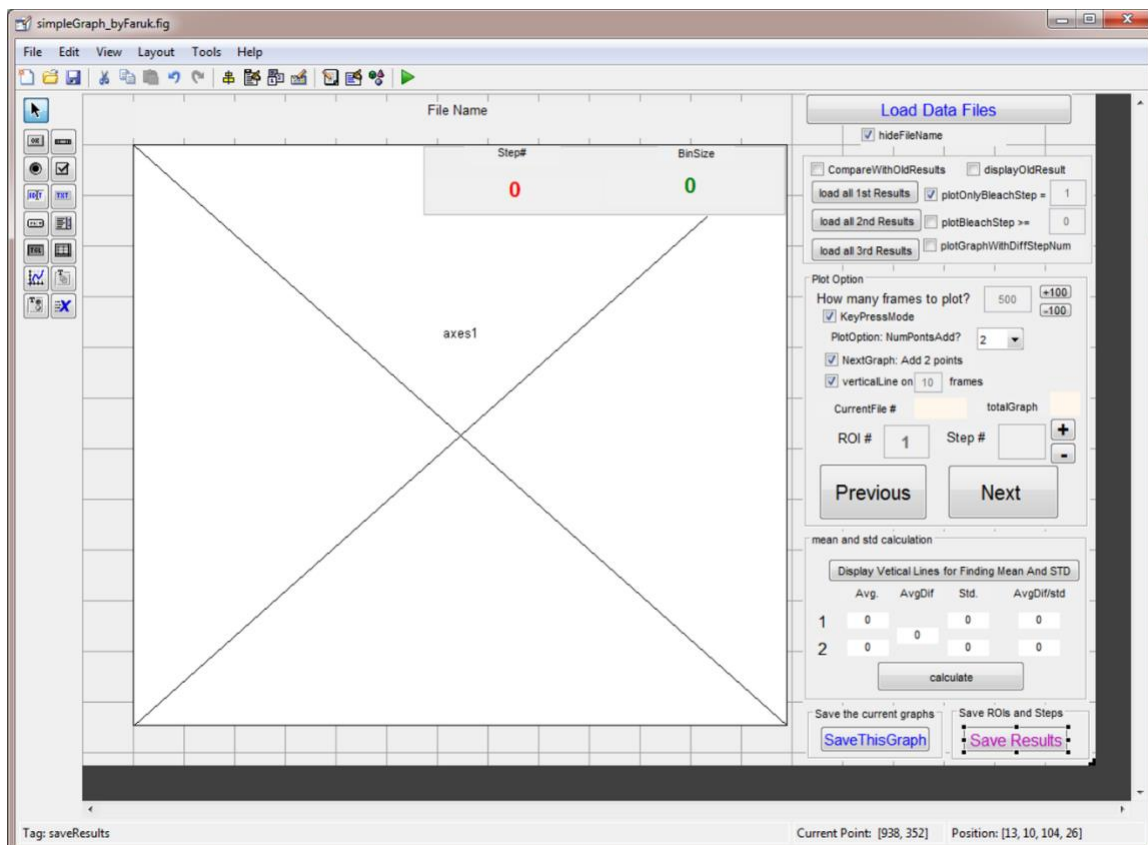 simpleGraph_byFaruk.fig
File Edit View Layout Tools Help
File Name
Load Data Files
hideFileName
Step# BinSize
0 0
CompareWithOldResults displayOldResult
load all 1st Results plotOnlyBleachStep = 1
load all 2nd Results plotBleachStep >= 0
load all 3rd Results plotGraphWithDiffStepNum
axes1
Plot Option
How many frames to plot? 500 +100
-100
KeyPressMode
PlotOption: NumPontsAdd? 2
NextGraph: Add 2 points
verticalLine on 10 frames
CurrentFile # totalGraph
ROI # 1 Step # +
-
Previous Next
mean and std calculation
Display Vetical Lines for Finding Mean And STD
Avg. AvgDif Std. AvgDif/std
1 0 0 0
0
2 0 0 0
calculate
Save the current graphs Save ROIs and Steps
SaveThisGraph Save Results
Tag: saveResults Current Point: [938, 352] Position: [13, 10, 104, 26]